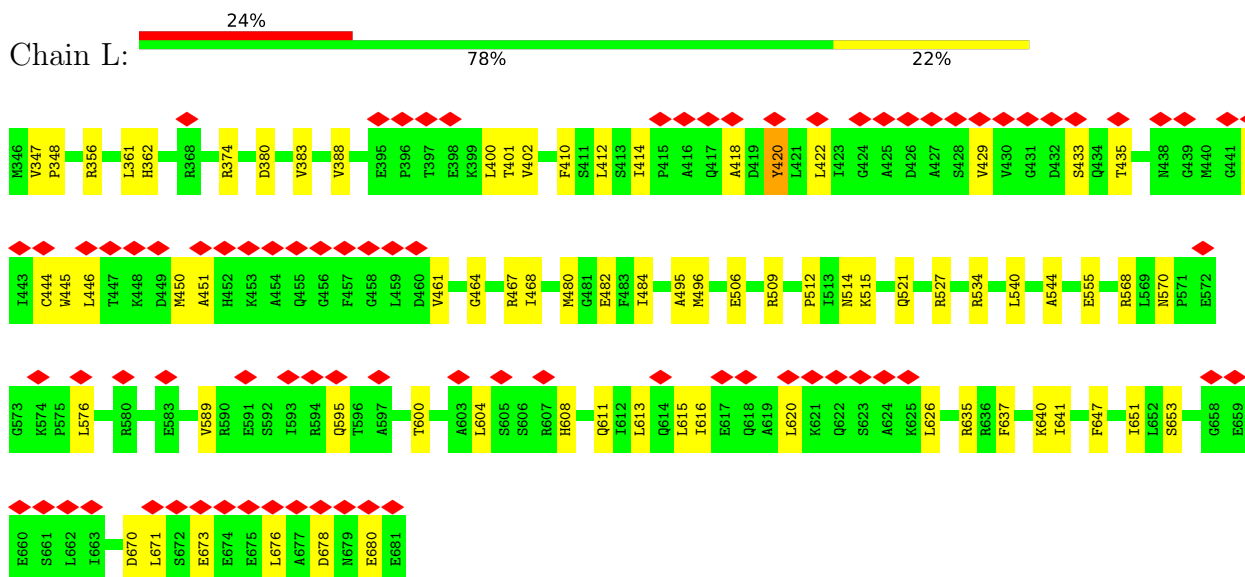 24%
Chain L:
78% 22%
M346 V347 P348 R356 L361 H362 R368 R374 D380 V383 V388 E395 P396 T397 E398 K399 L400 T401 V402 F410 S411 L412 S413 I414 P415 A416 Q417 A418 D419 Y420 L421 L422 I423 G424 A425 D426 A427 S428 V429 V430 G431 D432 S433 Q434 T435 N438 G439 M440 G441
I443 C444 W445 L446 T447 K448 D449 M450 A451 H452 K453 A454 Q455 G456 F457 G458 L459 D460 V461 G464 R467 I468 M480 G481 E482 F483 I484 A495 M496 E506 R509 P512 I513 N514 K515 Q521 R527 R534 L540 A544 E555 R568 L569 N570 P571 E572
G573 K574 P575 L576 R580 E583 V589 R590 E591 S592 I593 R594 Q595 T596 A597 T600 A603 L604 S605 S606 R607 H608 Q611 I612 L613 Q614 L615 I616 E617 Q618 A619 L620 K621 Q622 S623 A624 K625 L626 R635 R636 F637 K640 I641 F647 I651 L652 S653 G658 E659
E660 S661 L662 I663 D670 L671 S672 E673 E674 E675 L676 A677 D678 N679 E680 E681